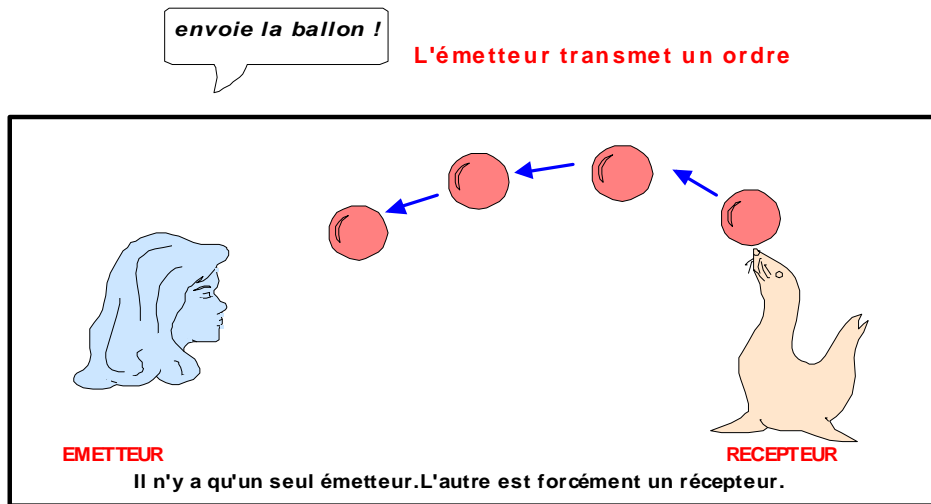 envoie la ballon !
L'émetteur transmet un ordre
EMETTEUR
RECEPTEUR
Il n'y a qu'un seul émetteur.L'autre est forcément un récepteur.